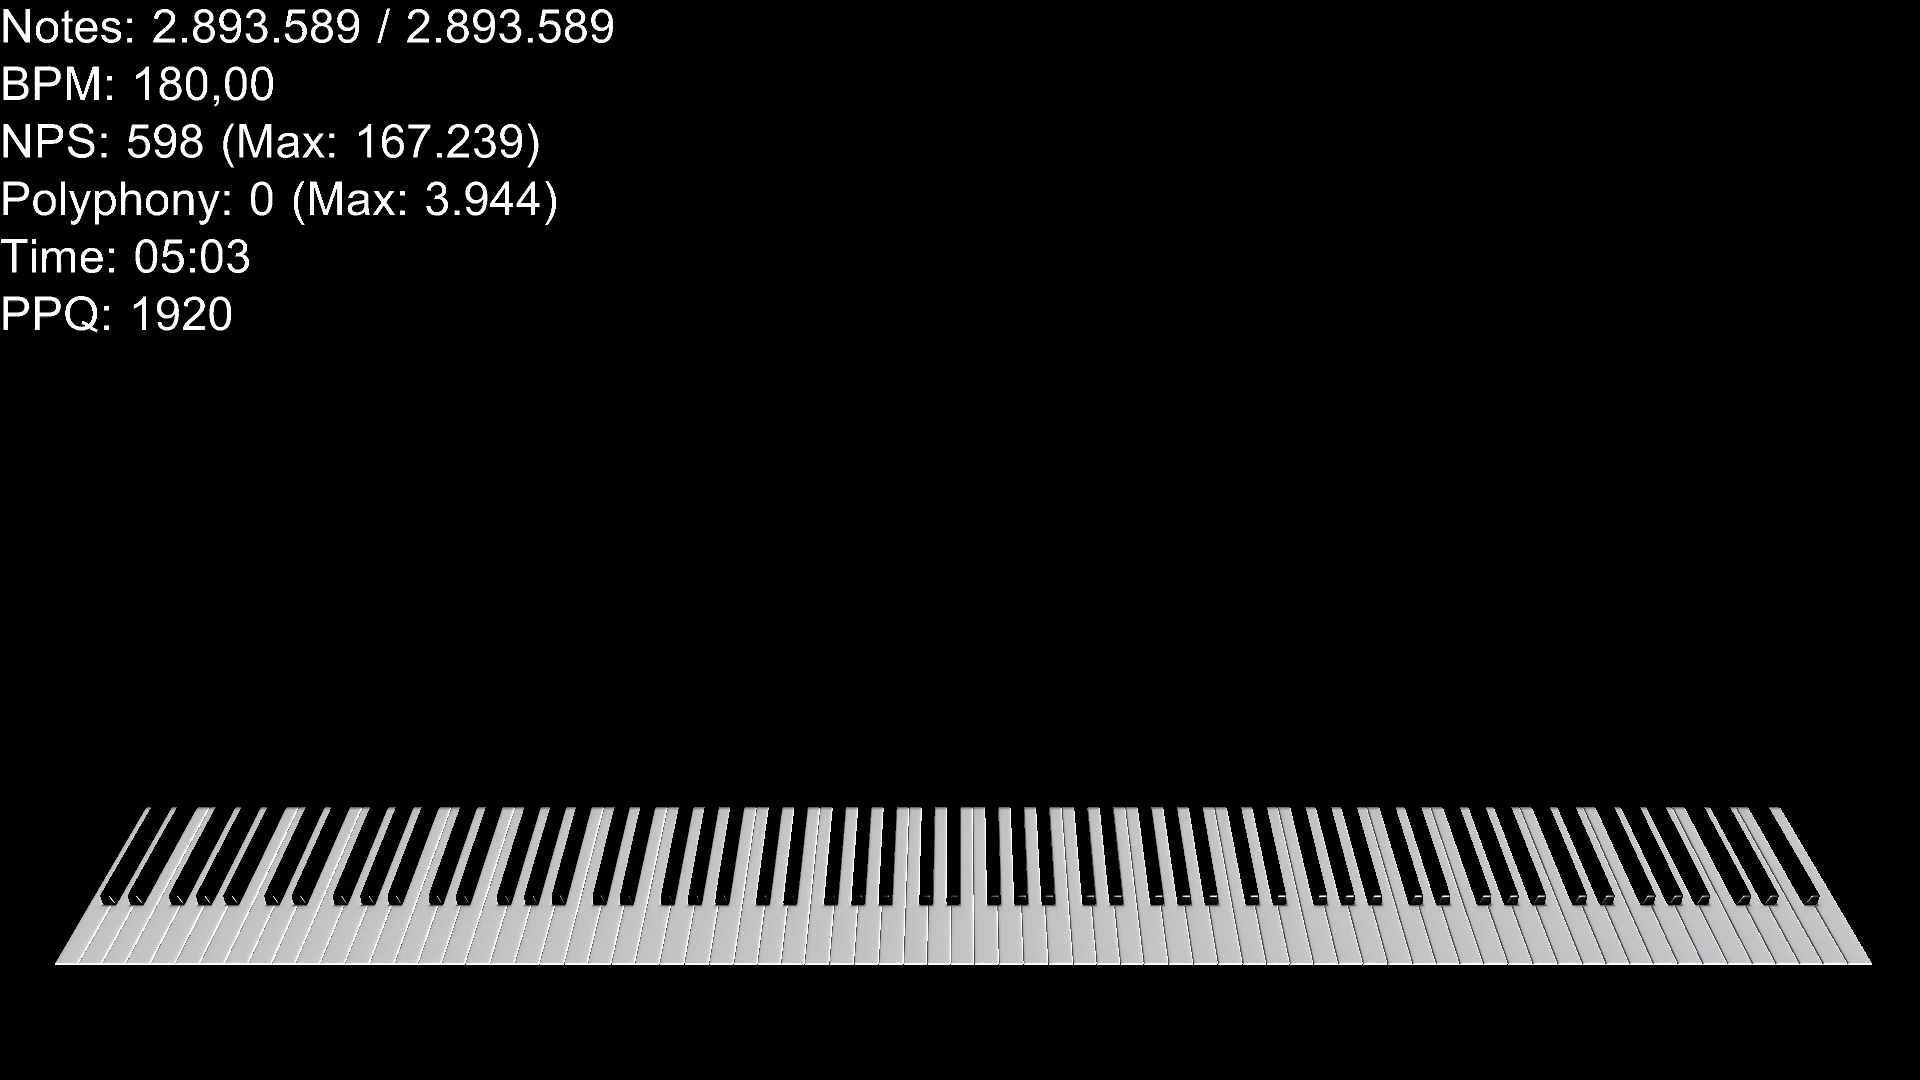 Notes: 2.893.589 / 2.893.589
BPM: 180,00
NPS: 598 (Max: 167.239)
Polyphony: 0 (Max: 3.944)
Time: 05:03
PPQ: 1920